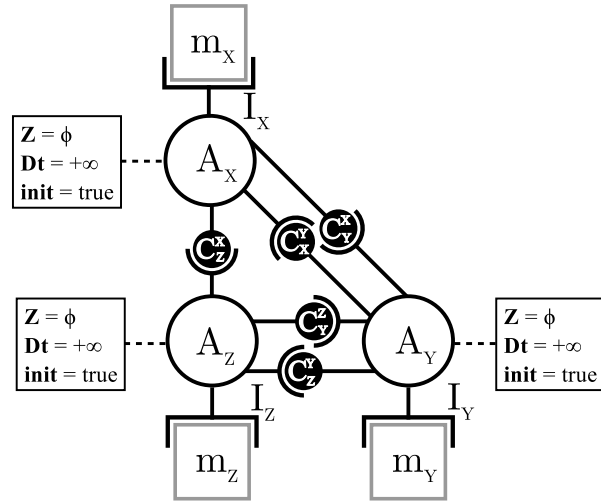 m_X
I_X
Z = ϕ
Dt = +∞
init = true
A_X
C^X_Y
C^Y_X
C^X_Z
Z = ϕ
Dt = +∞
init = true
A_Z
C^Z_Y
C^Y_Z
A_Y
Z = ϕ
Dt = +∞
init = true
I_Z
I_Y
m_Z
m_Y